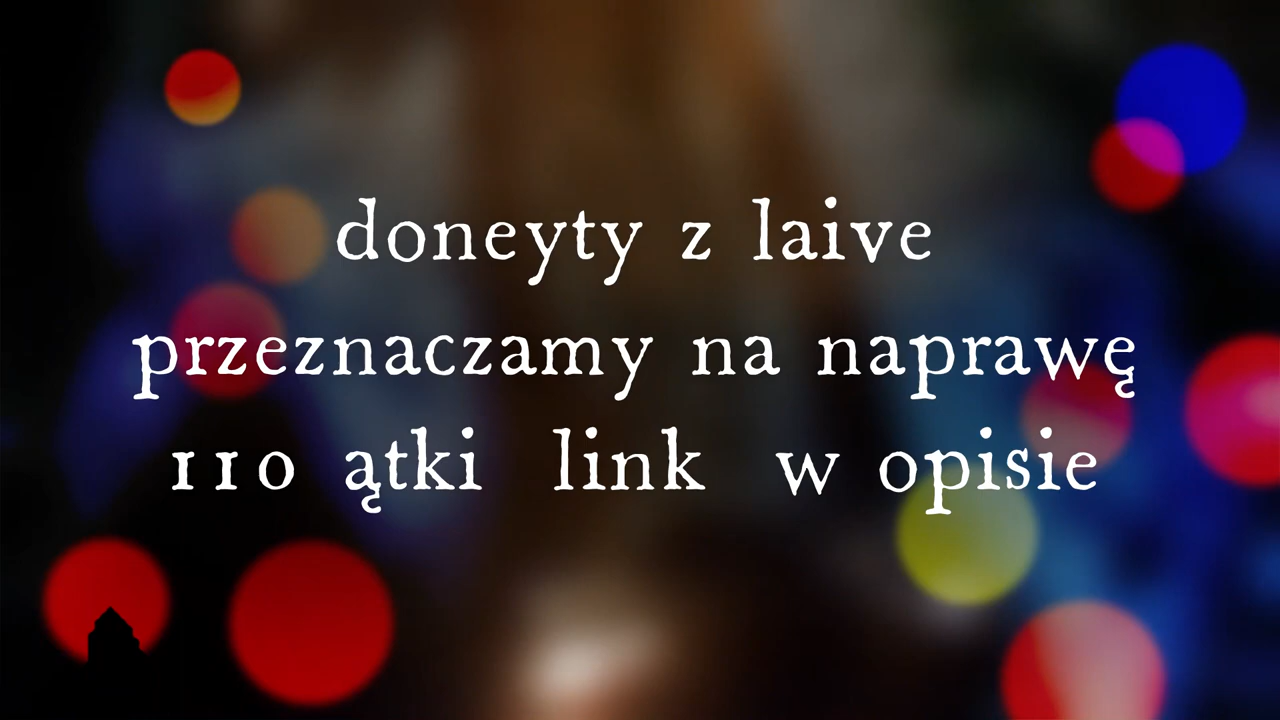 doneyty z laive
przeznaczamy na naprawę
110 ątki link w opisie